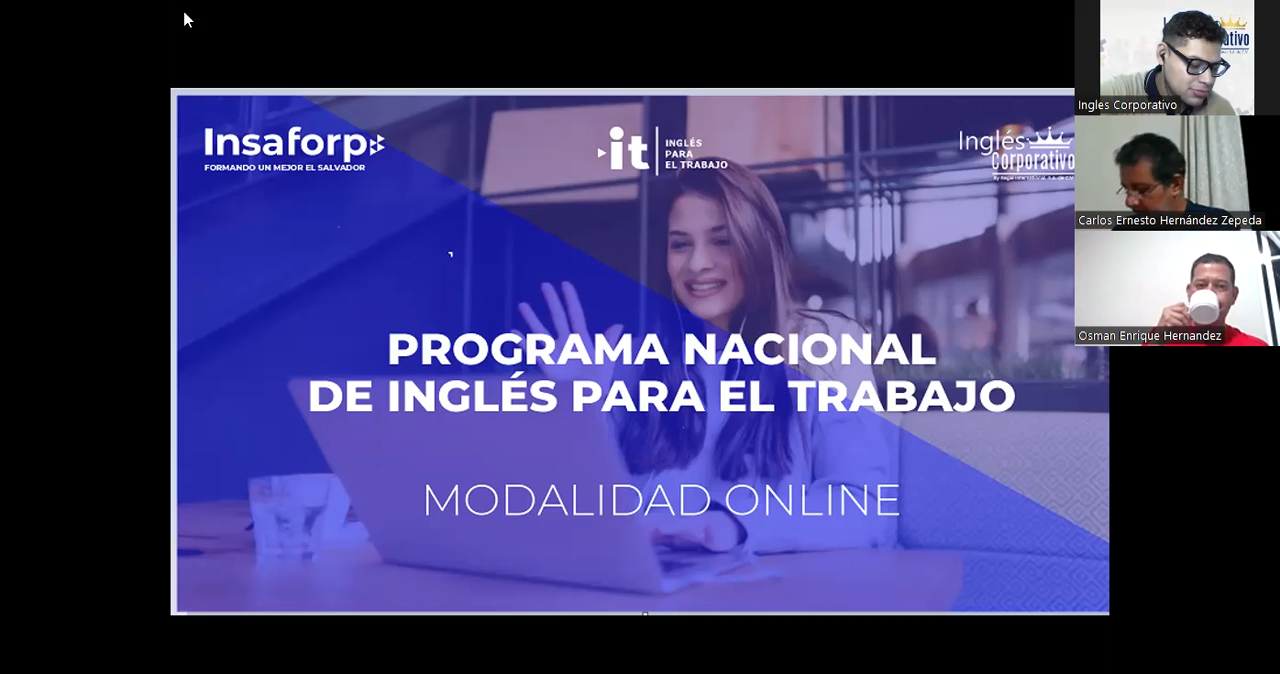 Insaforp
FORMANDO UN MEJOR EL SALVADOR
it
INGLÉS
PARA
EL TRABAJO
Inglés
Corporativo
PROGRAMA NACIONAL
DE INGLÉS PARA EL TRABAJO
MODALIDAD ONLINE
ativo
Ingles Corporativo
Carlos Ernesto Hernández Zepeda
Osman Enrique Hernandez